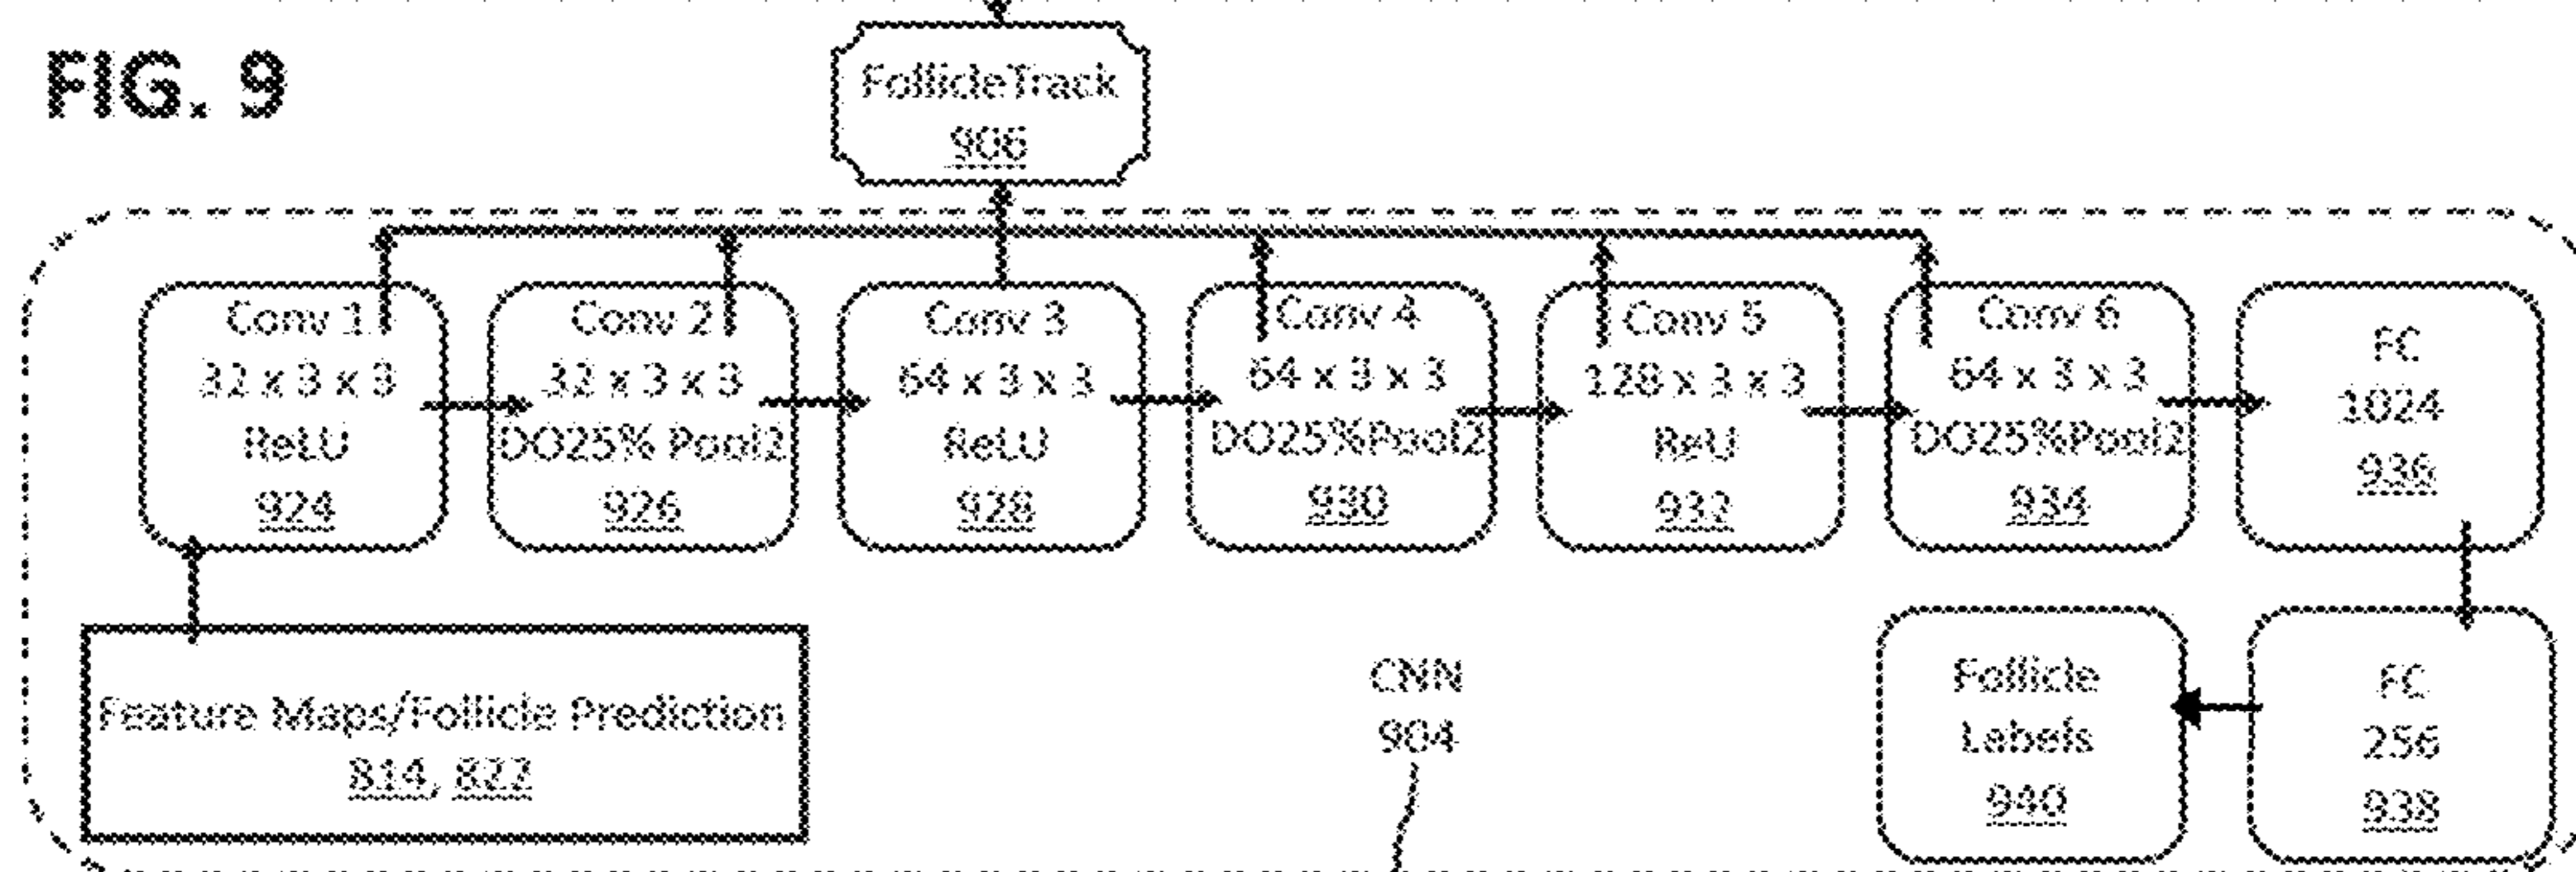 FIG. 9
FollicleTrack
906
Conv 1
32 x 3 x 3
ReLU
924
Conv 2
32 x 3 x 3
DO25% Pool2
926
Conv 3
64 x 3 x 3
ReLU
928
Conv 4
64 x 3 x 3
DO25%Pool2
930
Conv 5
128 x 3 x 3
ReU
932
Conv 6
64 x 3 x 3
DO25%Pool2
934
FC
1024
936
Feature Maps/Follicle Prediction
814, 822
CNN
904
Follicle
Labels
940
FC
256
938